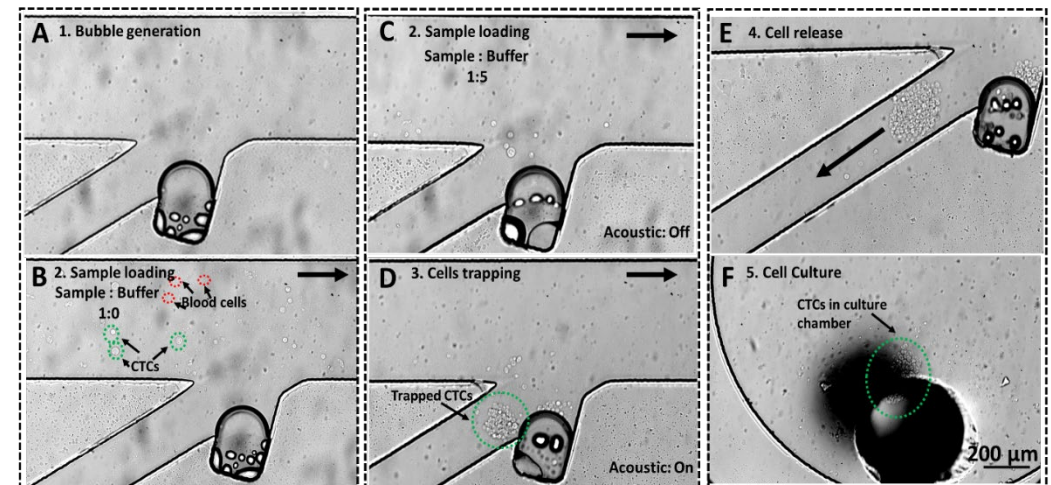 A
1. Bubble generation
B
2. Sample loading
Sample : Buffer
1:0
Blood cells
CTCs
C
2. Sample loading
Sample : Buffer
1:5
Acoustic: Off
D
3. Cells trapping
Trapped CTCs
Acoustic: On
E
4. Cell release
F
5. Cell Culture
CTCs in culture
chamber
200 µm